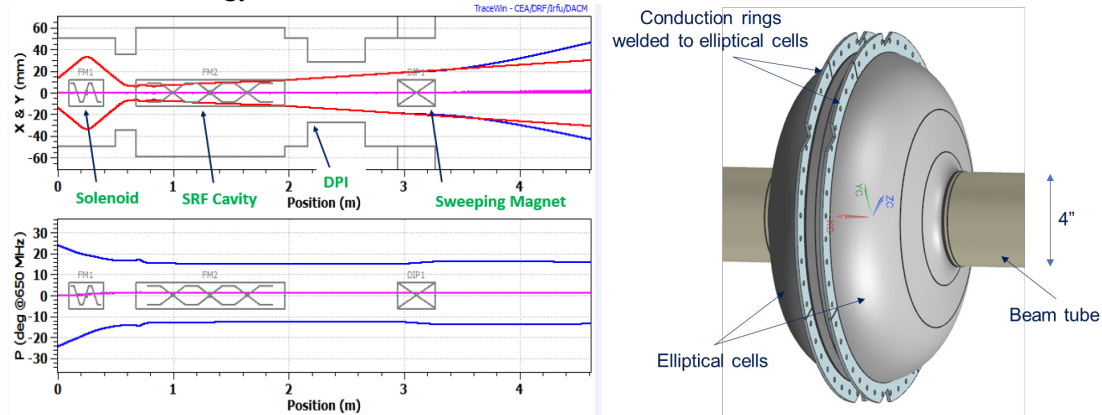 TraceWin - CEA/DRF/Irfu/DACM
X & Y (mm)
60
40
20
0
-20
-40
-60
FM1
FM2
DIP1
0
1
2
3
4
Solenoid
SRF Cavity
DPI
Sweeping Magnet
Position (m)
P (deg @650 MHz)
30
20
10
0
-10
-20
-30
FM1
FM2
DIP1
0
1
2
3
4
Position (m)
Conduction rings
welded to elliptical cells
YC
ZC
XC
4”
Beam tube
Elliptical cells